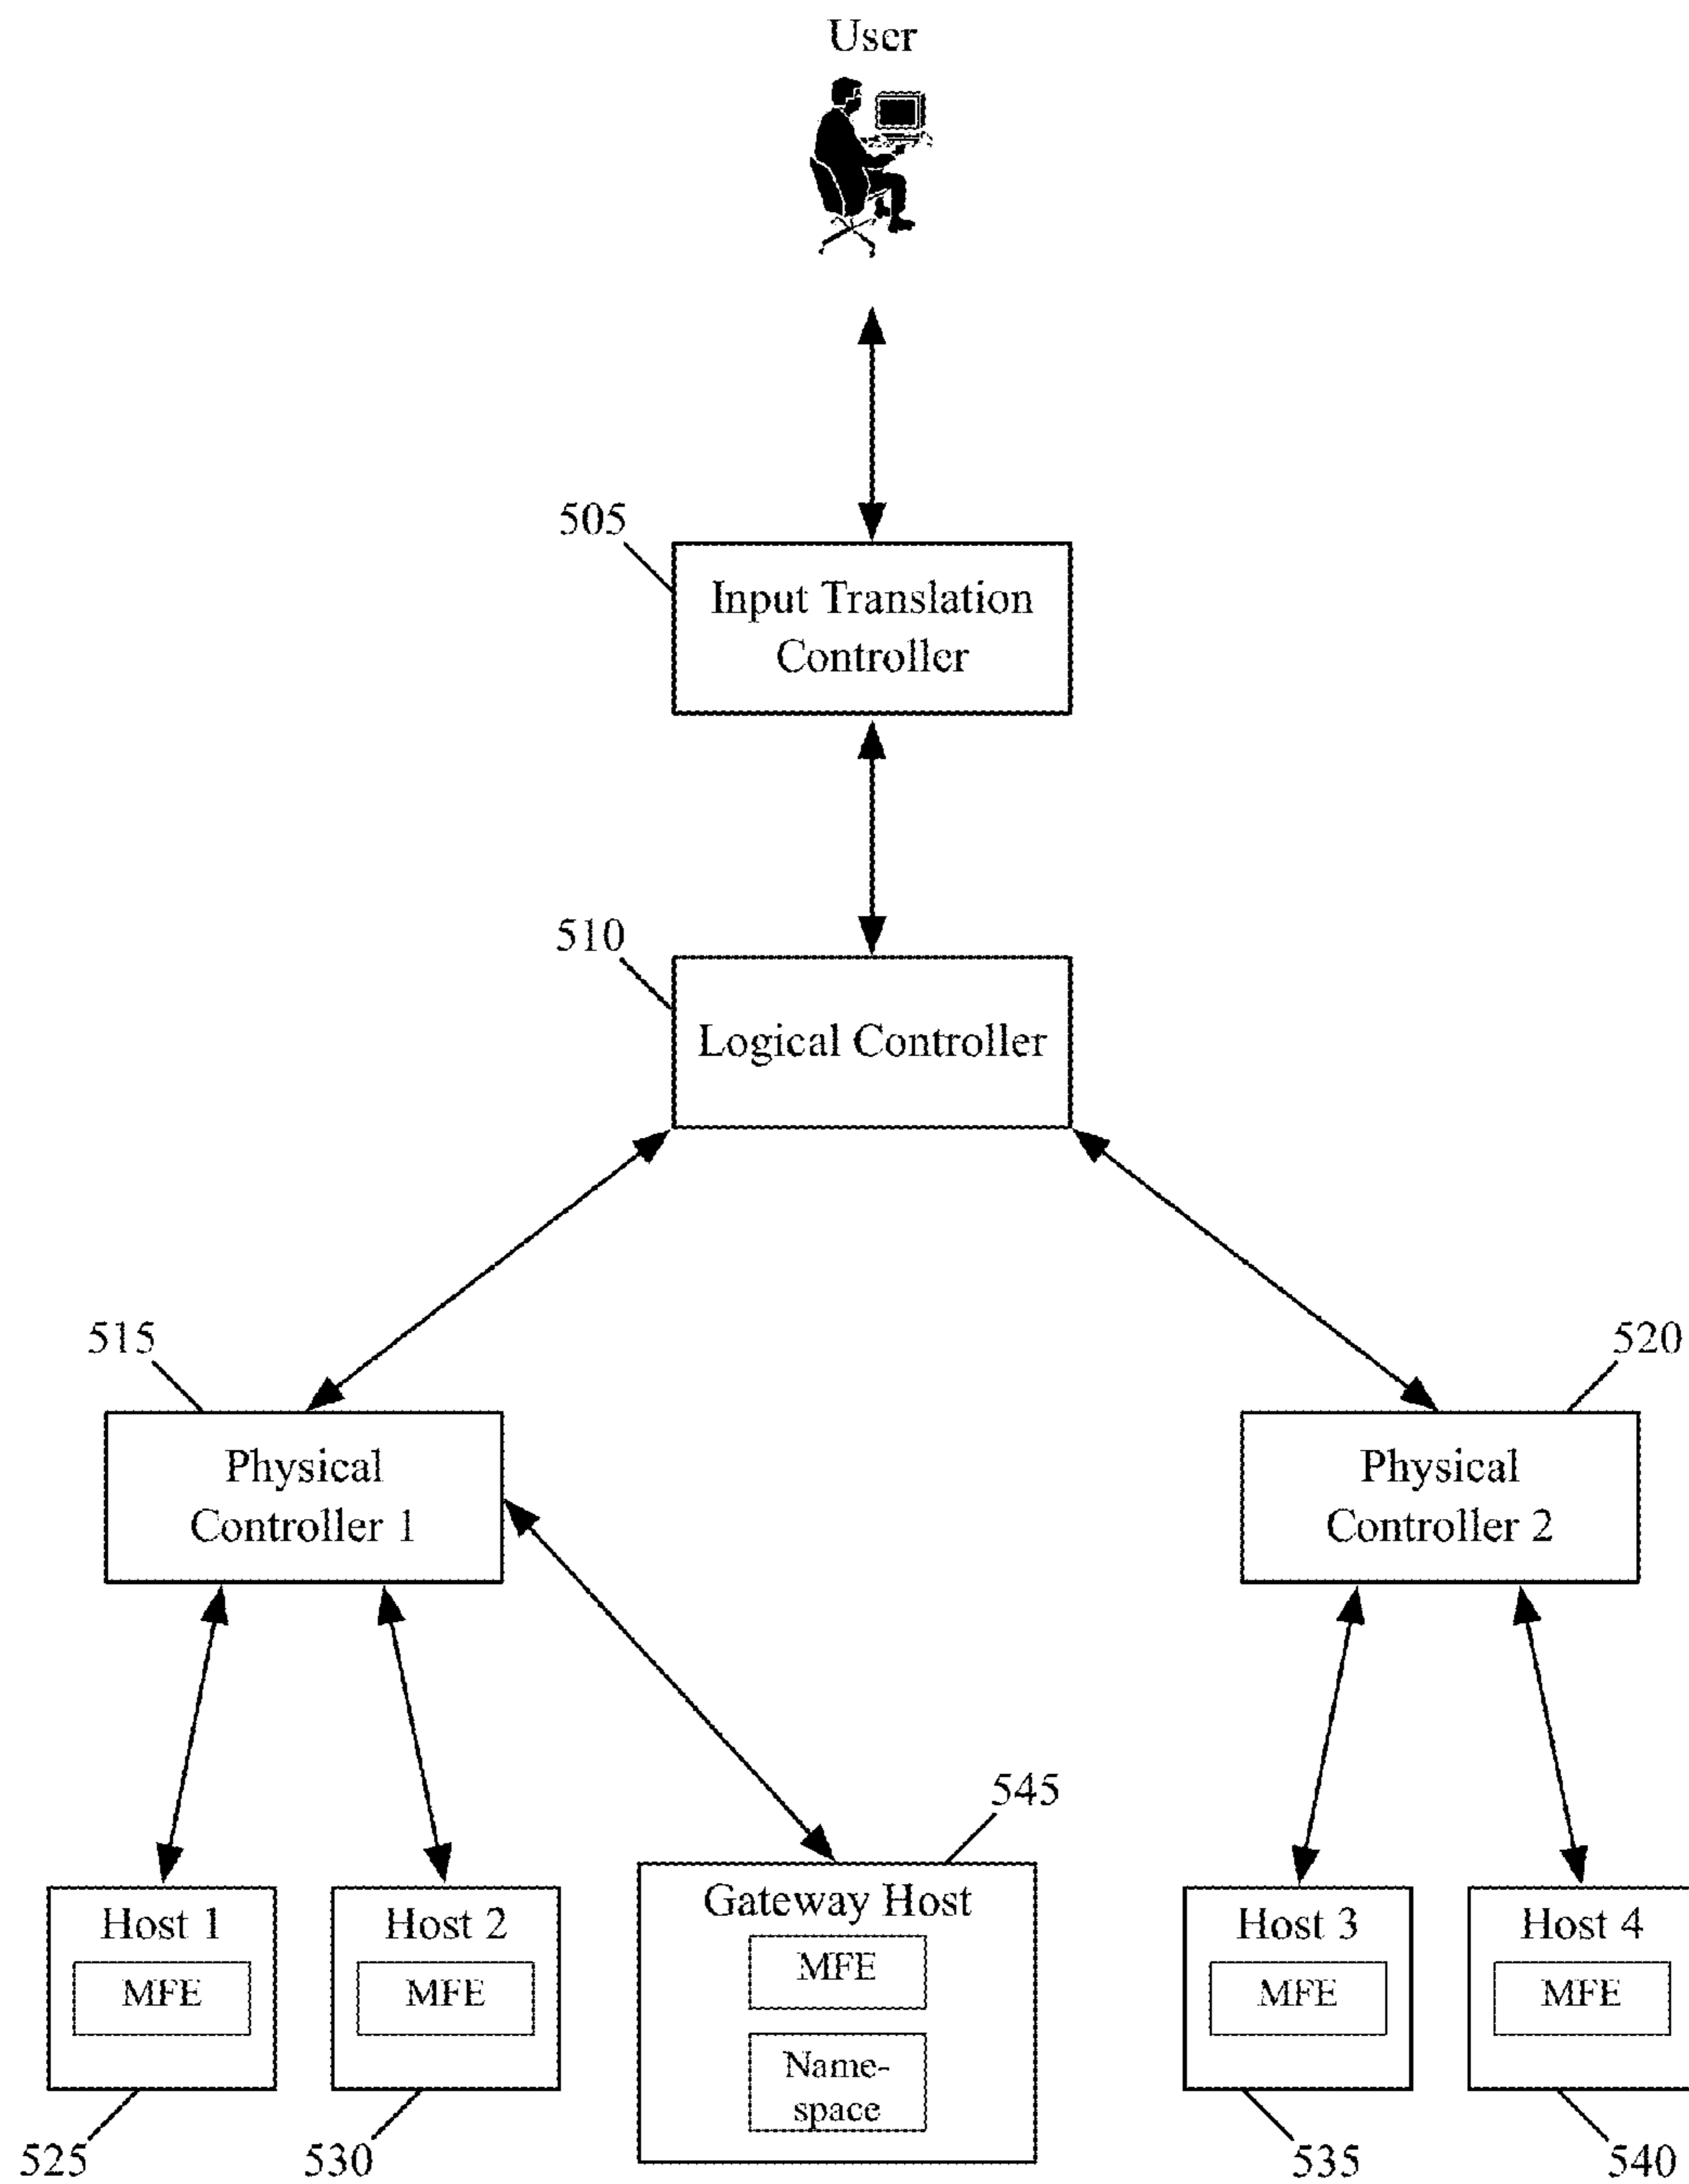 User
505
Input Translation
Controller
510
Logical Controller
515
520
Physical
Controller 1
Physical
Controller 2
545
Host 1
MFE
Host 2
MFE
Gateway Host
MFE
Name-
space
Host 3
MFE
Host 4
MFE
525
530
535
540